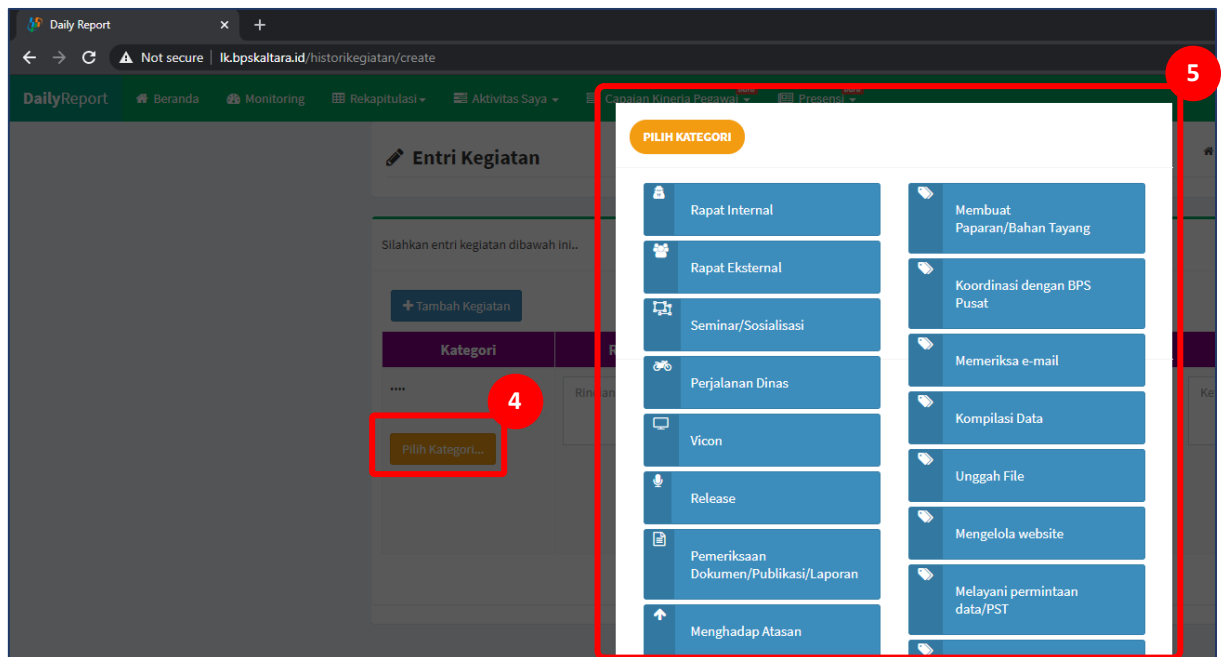 Daily Report
Not secure | lk.bpskaltara.id/historikegiatan/create
DailyReport Beranda Monitoring Rekapitulasi Aktivitas Saya Capaian Kinerja Pegawai Presensi
5
PILIH KATEGORI
Entri Kegiatan
Silahkan entri kegiatan dibawah ini..
Tambah Kegiatan
Kategori
....
4
Pilih Kategori...
Rapat Internal
Rapat Eksternal
Seminar/Sosialisasi
Perjalanan Dinas
Vicon
Release
Pemeriksaan
Dokumen/Publikasi/Laporan
Menghadap Atasan
Membuat
Paparan/Bahan Tayang
Koordinasi dengan BPS
Pusat
Memeriksa e-mail
Kompilasi Data
Unggah File
Mengelola website
Melayani permintaan
data/PST